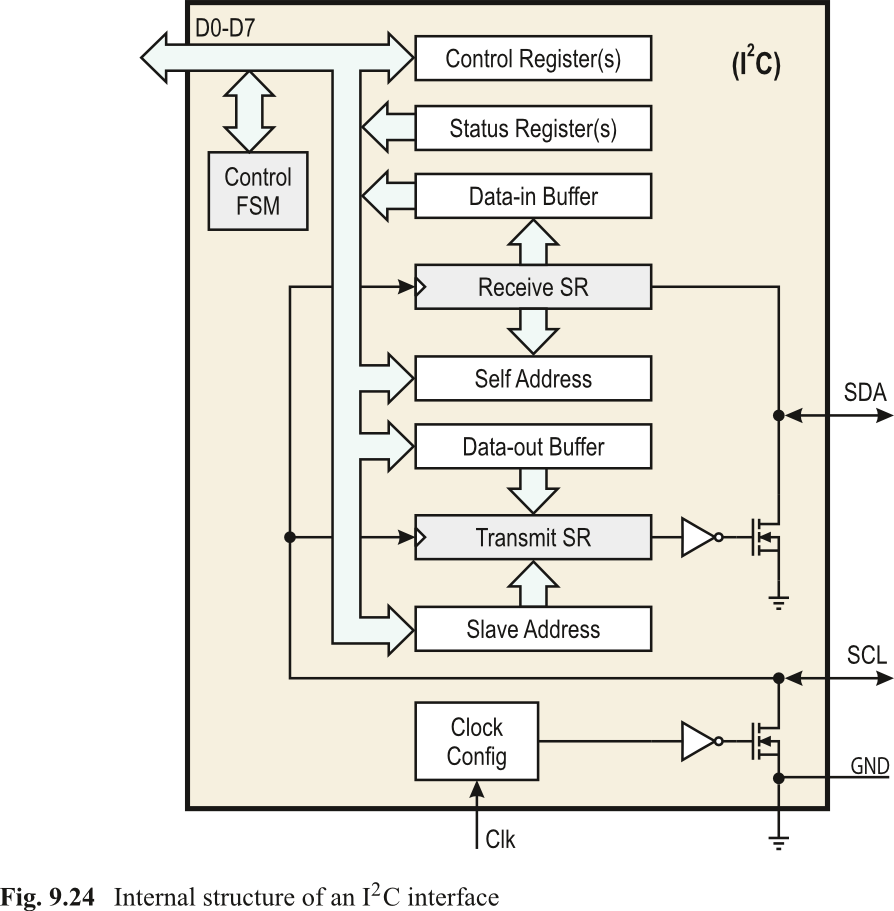 D0-D7
(I²C)
Control Register(s)
Status Register(s)
Control
FSM
Data-in Buffer
Receive SR
Self Address
SDA
Data-out Buffer
Transmit SR
Slave Address
SCL
Clock
Config
GND
Clk
Fig. 9.24 Internal structure of an I²C interface